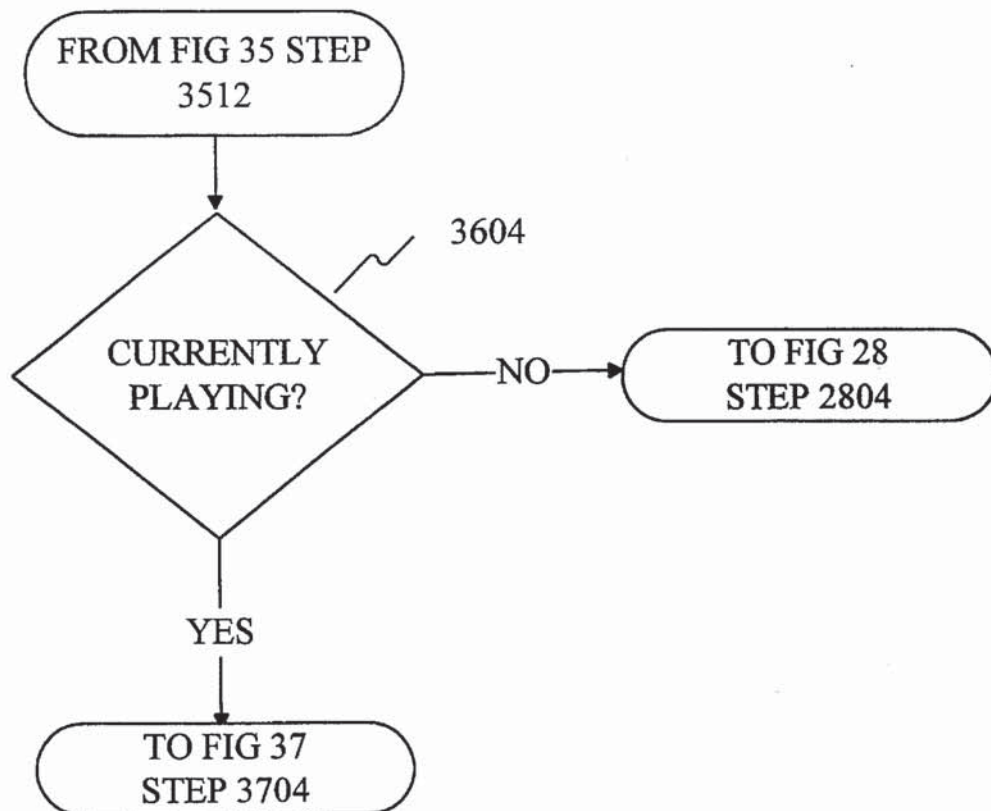 FROM FIG 35 STEP
3512
3604
CURRENTLY
PLAYING?
NO
TO FIG 28
STEP 2804
YES
TO FIG 37
STEP 3704